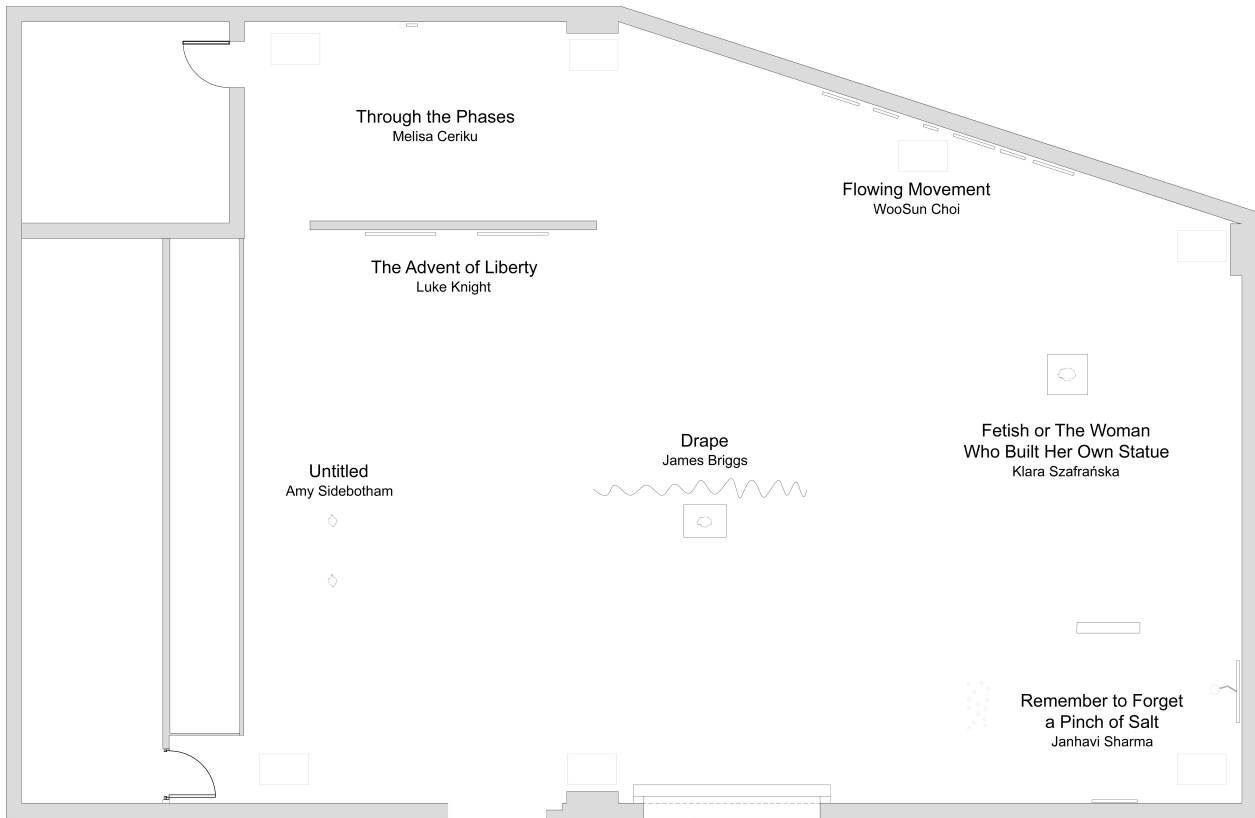 Through the Phases
Melisa Ceriku
Flowing Movement
WooSun Choi
The Advent of Liberty
Luke Knight
Drape
James Briggs
Fetish or The Woman
Who Built Her Own Statue
Klara Szafrańska
Untitled
Amy Sidebotham
Remember to Forget
a Pinch of Salt
Janhavi Sharma